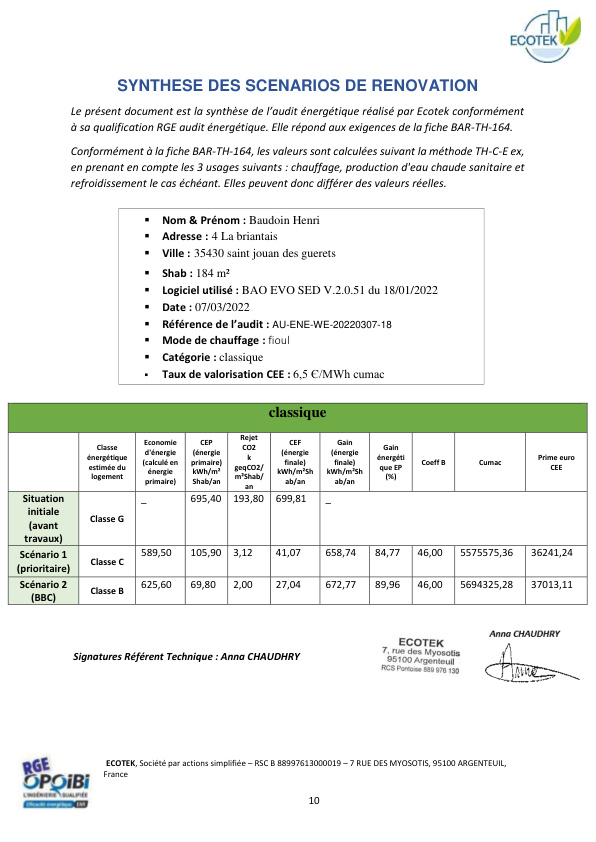 ECOTEK
SYNTHESE DES SCENARIOS DE RENOVATION
Le présent document est la synthèse de l’audit énergétique réalisé par Ecotek conformément
à sa qualification RGE audit énergétique. Elle répond aux exigences de la fiche BAR-TH-164.
Conformément à la fiche BAR-TH-164, les valeurs sont calculées suivant la méthode TH-C-E ex,
en prenant en compte les 3 usages suivants : chauffage, production d'eau chaude sanitaire et
refroidissement le cas échéant. Elles peuvent donc différer des valeurs réelles.
▪ Nom & Prénom : Baudoin Henri
▪ Adresse : 4 La briantais
▪ Ville : 35430 saint jouan des guerets
▪ Shab : 184 m²
▪ Logiciel utilisé : BAO EVO SED V.2.0.51 du 18/01/2022
▪ Date : 07/03/2022
▪ Référence de l’audit : AU-ENE-WE-20220307-18
▪ Mode de chauffage : fioul
▪ Catégorie : classique
▪ Taux de valorisation CEE : 6,5 €/MWh cumac
classique
Classe énergétique estimée du logement
Economie d'énergie (calculé en énergie primaire)
CEP (énergie primaire) kWh/m² Shab/an
Rejet CO2 k geqCO2/ m²Shab/ an
CEF (énergie finale) kWh/m²Sh ab/an
Gain (énergie finale) kWh/m²Sh ab/an
Gain énergéti que EP (%)
Coeff B
Cumac
Prime euro CEE
Situation initiale (avant travaux) Classe G _ 695,40 193,80 699,81 _
Scénario 1 (prioritaire) Classe C 589,50 105,90 3,12 41,07 658,74 84,77 46,00 5575575,36 36241,24
Scénario 2 (BBC) Classe B 625,60 69,80 2,00 27,04 672,77 89,96 46,00 5694325,28 37013,11
Signatures Référent Technique : Anna CHAUDHRY
ECOTEK
7, rue des Myosotis
95100 Argenteuil
RCS Pontoise 889 976 130
Anna CHAUDHRY
RGE
OPQIBI
L'INGÉNIERIE QUALIFIÉE
Efficacité énergétique ENR
ECOTEK, Société par actions simplifiée – RSC B 88997613000019 – 7 RUE DES MYOSOTIS, 95100 ARGENTEUIL,
France
10